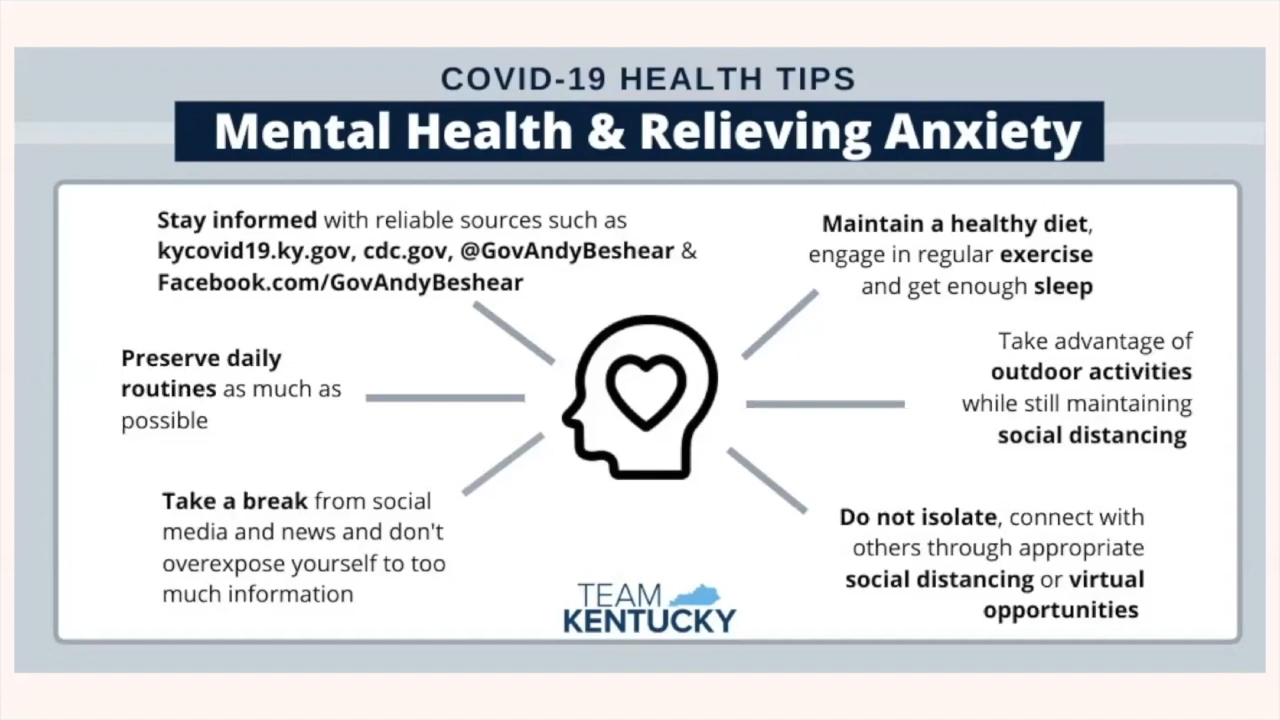 COVID-19 HEALTH TIPS
Mental Health & Relieving Anxiety
Stay informed with reliable sources such as
kycovid19.ky.gov, cdc.gov, @GovAndyBeshear &
Facebook.com/GovAndyBeshear
Preserve daily
routines as much as
possible
Take a break from social
media and news and don't
overexpose yourself to too
much information
Maintain a healthy diet,
engage in regular exercise
and get enough sleep
Take advantage of
outdoor activities
while still maintaining
social distancing
Do not isolate, connect with
others through appropriate
social distancing or virtual
opportunities
TEAM
KENTUCKY